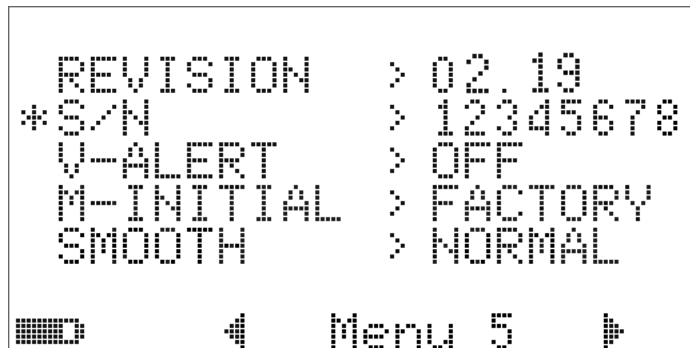 REVISION > 02.19
*S/N > 12345678
V-ALERT > OFF
M-INITIAL > FACTORY
SMOOTH > NORMAL
Menu 5